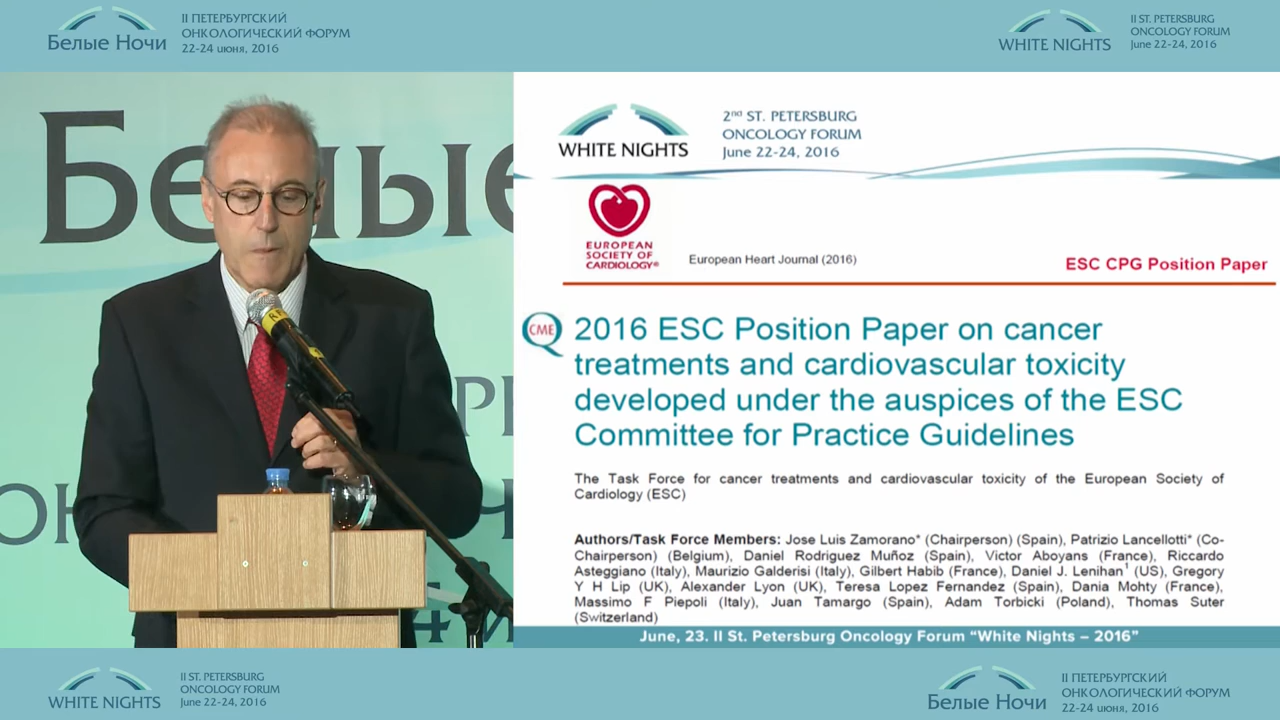 Белые Ночи
II ПЕТЕРБУРГСКИЙ
ОНКОЛОГИЧЕСКИЙ ФОРУМ
22-24 июня, 2016
WHITE NIGHTS
II ST. PETERSBURG
ONCOLOGY FORUM
June 22-24, 2016
Белые
WHITE NIGHTS
2nd ST. PETERSBURG
ONCOLOGY FORUM
June 22-24, 2016
EUROPEAN
SOCIETY OF
CARDIOLOGY®
European Heart Journal (2016)
ESC CPG Position Paper
CME
2016 ESC Position Paper on cancer
treatments and cardiovascular toxicity
developed under the auspices of the ESC
Committee for Practice Guidelines
The Task Force for cancer treatments and cardiovascular toxicity of the European Society of
Cardiology (ESC)
Authors/Task Force Members: Jose Luis Zamorano* (Chairperson) (Spain), Patrizio Lancellotti* (Co-
Chairperson) (Belgium), Daniel Rodriguez Muñoz (Spain), Victor Aboyans (France), Riccardo
Asteggiano (Italy), Maurizio Galderisi (Italy), Gilbert Habib (France), Daniel J. Lenihan¹ (US), Gregory
Y H Lip (UK), Alexander Lyon (UK), Teresa Lopez Fernandez (Spain), Dania Mohty (France),
Massimo F Piepoli (Italy), Juan Tamargo (Spain), Adam Torbicki (Poland), Thomas Suter
(Switzerland)
June, 23. II St. Petersburg Oncology Forum “White Nights – 2016”
WHITE NIGHTS
II ST. PETERSBURG
ONCOLOGY FORUM
June 22-24, 2016
Белые Ночи
II ПЕТЕРБУРГСКИЙ
ОНКОЛОГИЧЕСКИЙ ФОРУМ
22-24 июня, 2016